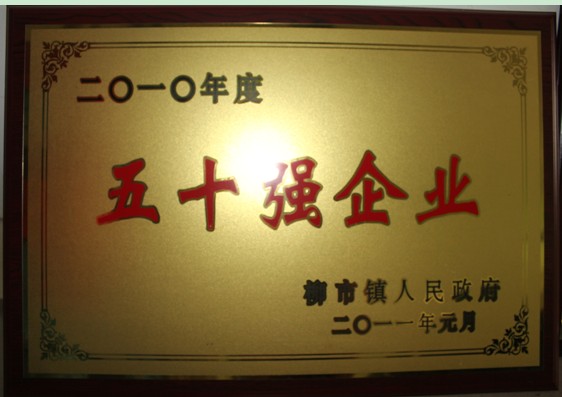 二〇一〇年度
五十强企业
柳市镇人民政府
二〇一一年元月